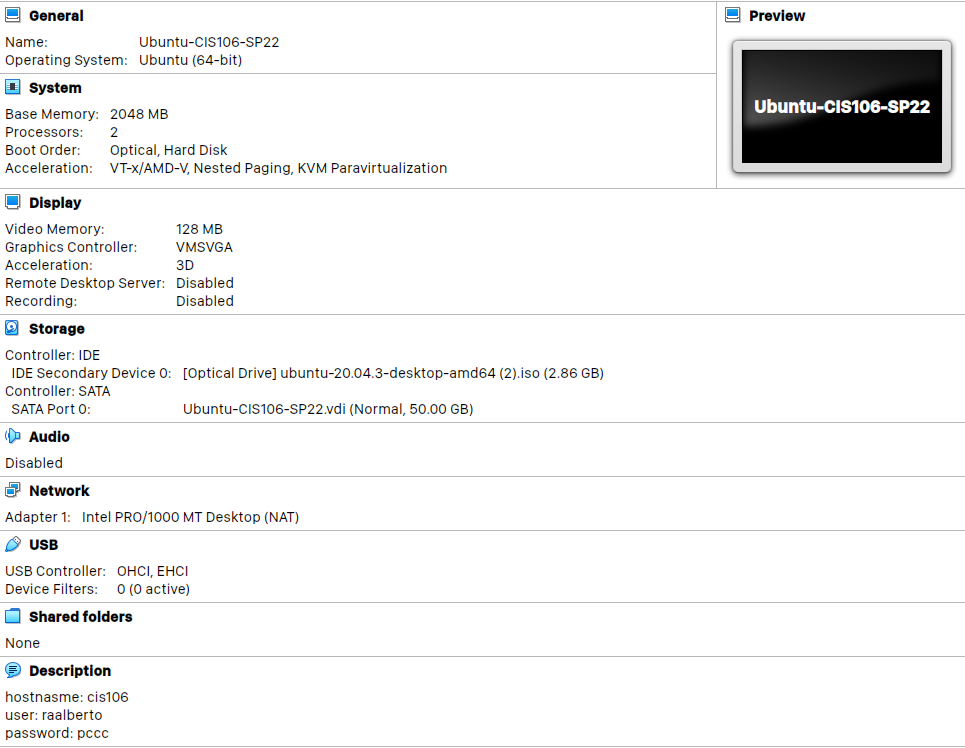 General
Name: Ubuntu-CIS106-SP22
Operating System: Ubuntu (64-bit)
Preview
Ubuntu-CIS106-SP22
System
Base Memory: 2048 MB
Processors: 2
Boot Order: Optical, Hard Disk
Acceleration: VT-x/AMD-V, Nested Paging, KVM Paravirtualization
Display
Video Memory: 128 MB
Graphics Controller: VMSVGA
Acceleration: 3D
Remote Desktop Server: Disabled
Recording: Disabled
Storage
Controller: IDE
IDE Secondary Device 0: [Optical Drive] ubuntu-20.04.3-desktop-amd64 (2).iso (2.86 GB)
Controller: SATA
SATA Port 0: Ubuntu-CIS106-SP22.vdi (Normal, 50.00 GB)
Audio
Disabled
Network
Adapter 1: Intel PRO/1000 MT Desktop (NAT)
USB
USB Controller: OHCI, EHCI
Device Filters: 0 (0 active)
Shared folders
None
Description
hostnasme: cis106
user: raalberto
password: pccc